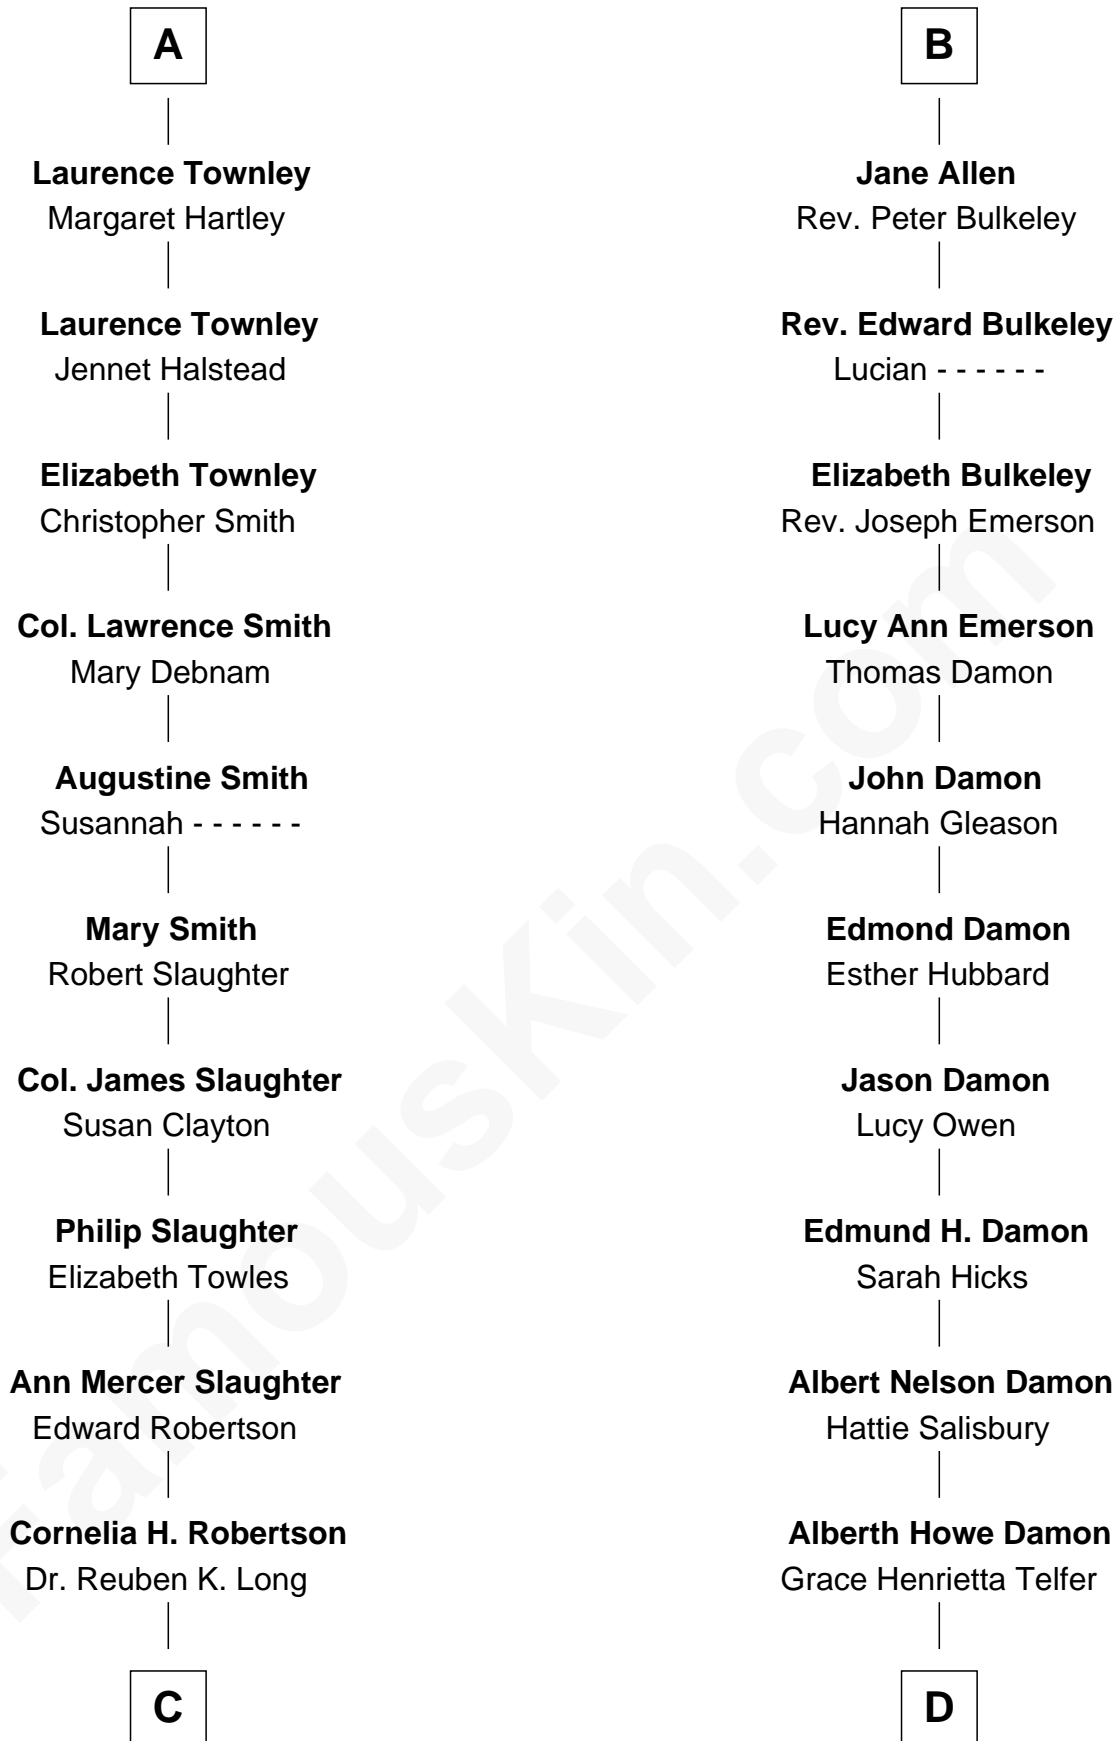 A
Laurence Townley
Margaret Hartley
Laurence Townley
Jennet Halstead
Elizabeth Townley
Christopher Smith
Col. Lawrence Smith
Mary Debnam
Augustine Smith
Susannah - - - - - -
Mary Smith
Robert Slaughter
Col. James Slaughter
Susan Clayton
Philip Slaughter
Elizabeth Towles
Ann Mercer Slaughter
Edward Robertson
Cornelia H. Robertson
Dr. Reuben K. Long
C
B
Jane Allen
Rev. Peter Bulkeley
Rev. Edward Bulkeley
Lucian - - - - - -
Elizabeth Bulkeley
Rev. Joseph Emerson
Lucy Ann Emerson
Thomas Damon
John Damon
Hannah Gleason
Edmond Damon
Esther Hubbard
Jason Damon
Lucy Owen
Edmund H. Damon
Sarah Hicks
Albert Nelson Damon
Hattie Salisbury
Alberth Howe Damon
Grace Henrietta Telfer
D
FamousKin.com